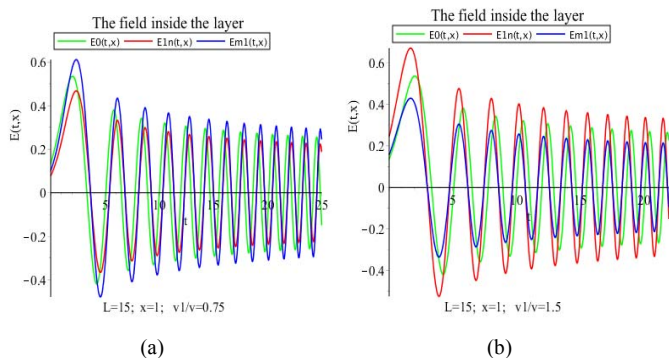 The field inside the layer
E0(t,x) E1n(t,x) Em1(t,x)
E(t,x)
0.6
0.4
0.2
0
-0.2
-0.4
5 10 15 20 25
t
L=15; x=1; v1/v=0.75
(a)
The field inside the layer
E0(t,x) E1n(t,x) Em1(t,x)
E(t,x)
0.6
0.4
0.2
0
-0.2
-0.4
5 10 15 20
t
L=15; x=1; v1/v=1.5
(b)